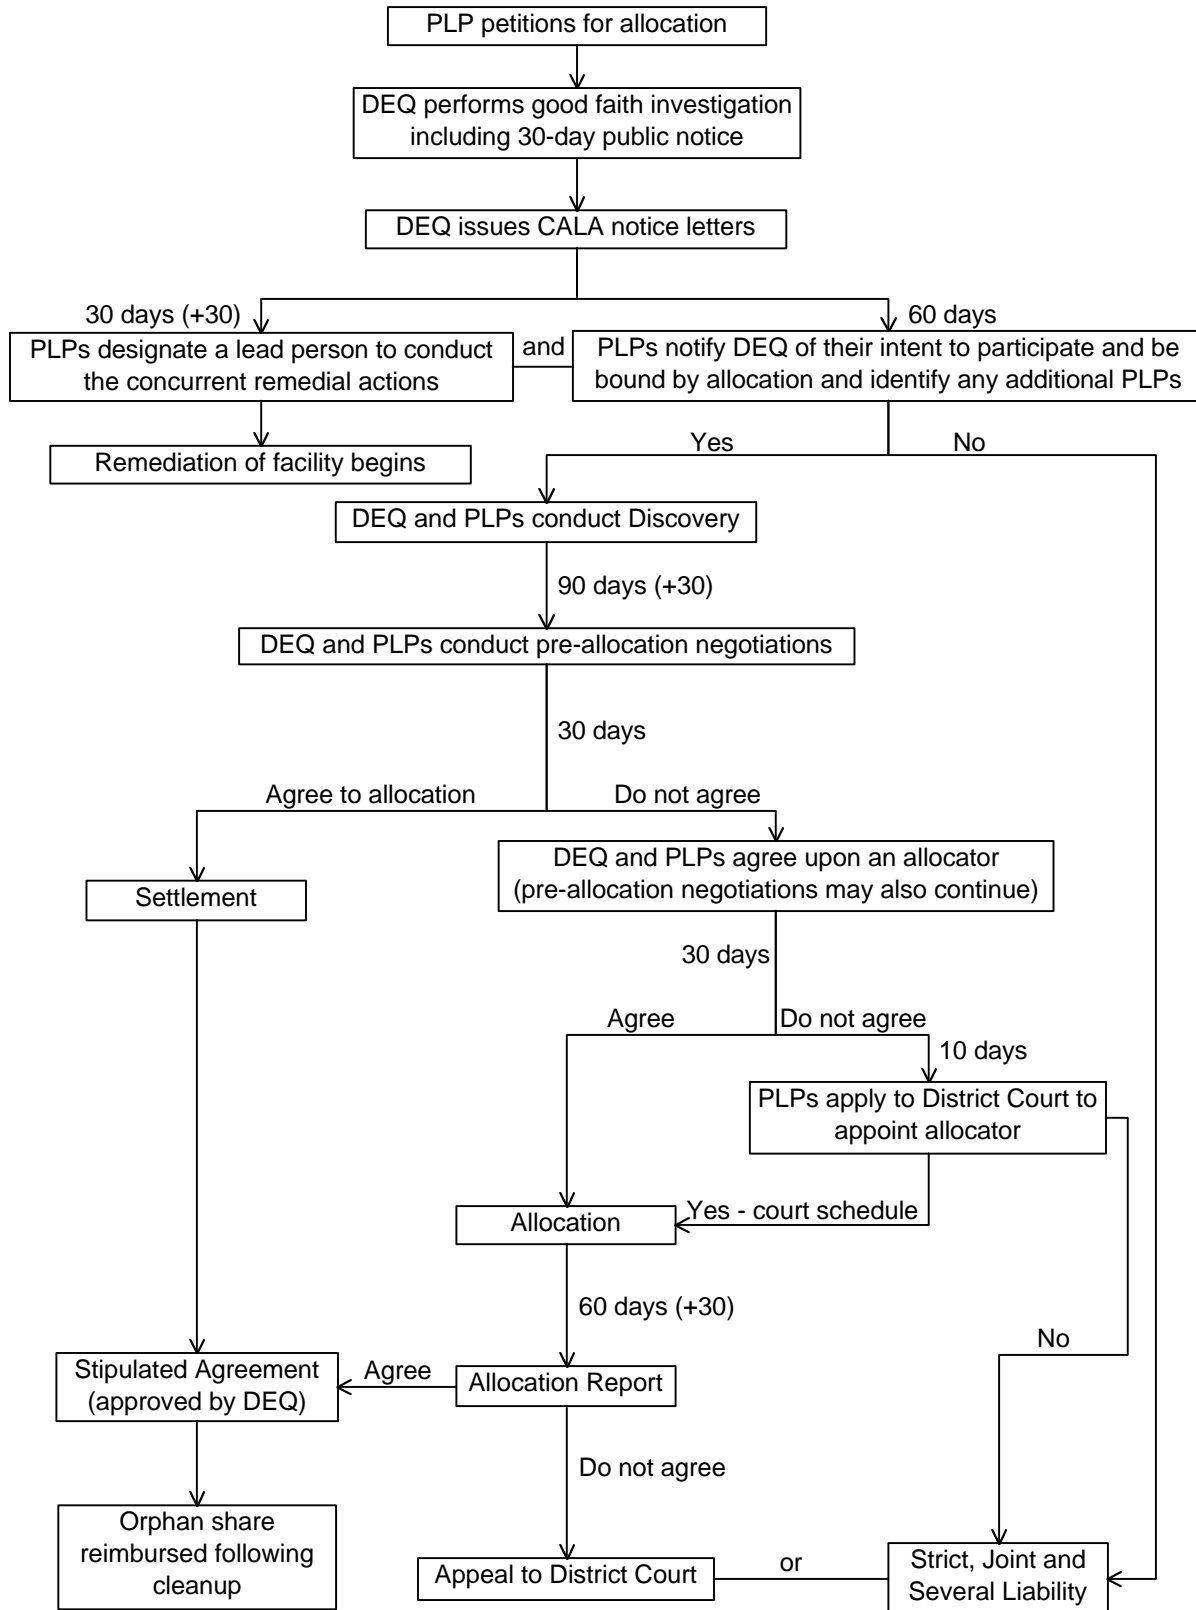 PLP petitions for allocation
DEQ performs good faith investigation
including 30-day public notice
DEQ issues CALA notice letters
30 days (+30)
60 days
PLPs designate a lead person to conduct
the concurrent remedial actions
and
PLPs notify DEQ of their intent to participate and be
bound by allocation and identify any additional PLPs
Remediation of facility begins
Yes
No
DEQ and PLPs conduct Discovery
90 days (+30)
DEQ and PLPs conduct pre-allocation negotiations
30 days
Agree to allocation
Do not agree
Settlement
DEQ and PLPs agree upon an allocator
(pre-allocation negotiations may also continue)
30 days
Agree
Do not agree
10 days
PLPs apply to District Court to
appoint allocator
Allocation
Yes - court schedule
60 days (+30)
No
Stipulated Agreement
(approved by DEQ)
Agree
Allocation Report
Do not agree
Orphan share
reimbursed following
cleanup
Appeal to District Court
or
Strict, Joint and
Several Liability